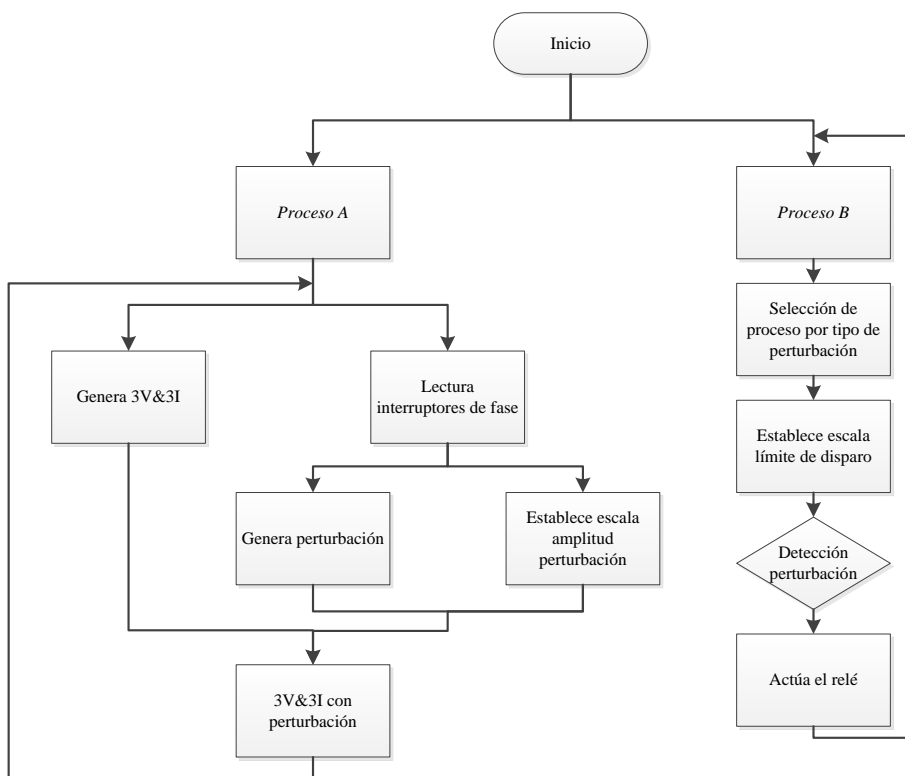 Inicio
Proceso A
Proceso B
Selección de
proceso por tipo de
perturbación
Genera 3V&3I
Lectura
interruptores de fase
Establece escala
límite de disparo
Genera perturbación
Establece escala
amplitud
perturbación
Detección
perturbación
3V&3I con
perturbación
Actúa el relé